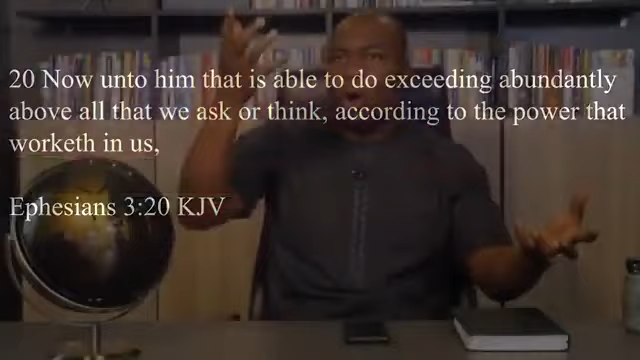 20 Now unto him that is able to do exceeding abundantly
above all that we ask or think, according to the power that
worketh in us,
Ephesians 3:20 KJV